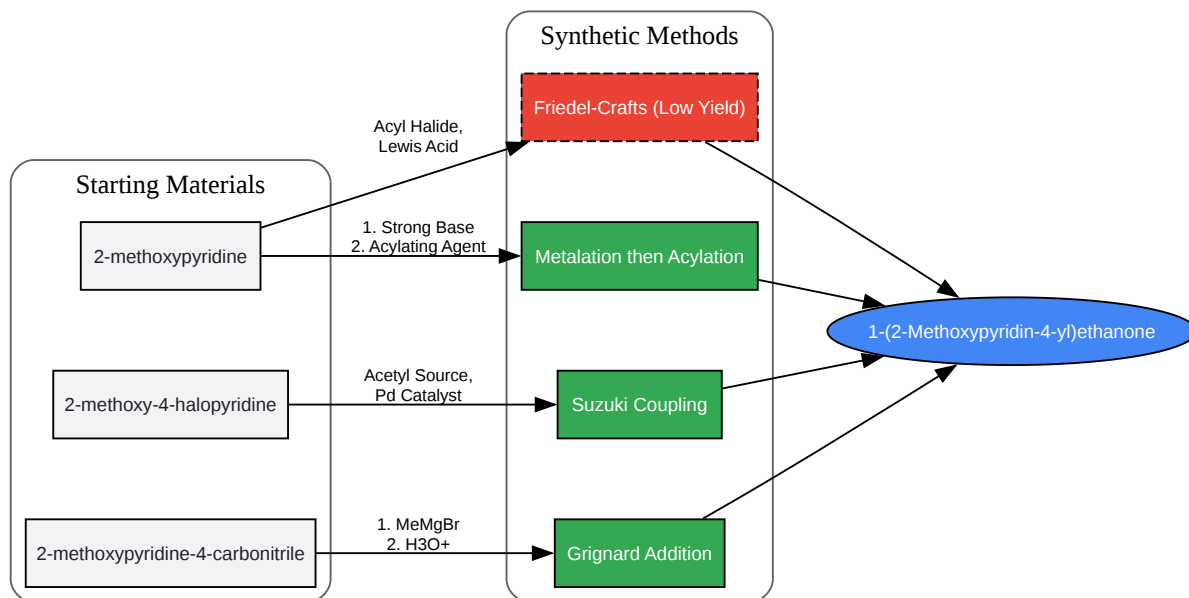 Synthetic Methods
Friedel-Crafts (Low Yield)
Acyl Halide,
Lewis Acid
Starting Materials
2-methoxypyridine
1. Strong Base
2. Acylating Agent
Metalation then Acylation
1-(2-Methoxypyridin-4-yl)ethanone
2-methoxy-4-halopyridine
Acetyl Source,
Pd Catalyst
Suzuki Coupling
2-methoxypyridine-4-carbonitrile
1. MeMgBr
2. H3O+
Grignard Addition